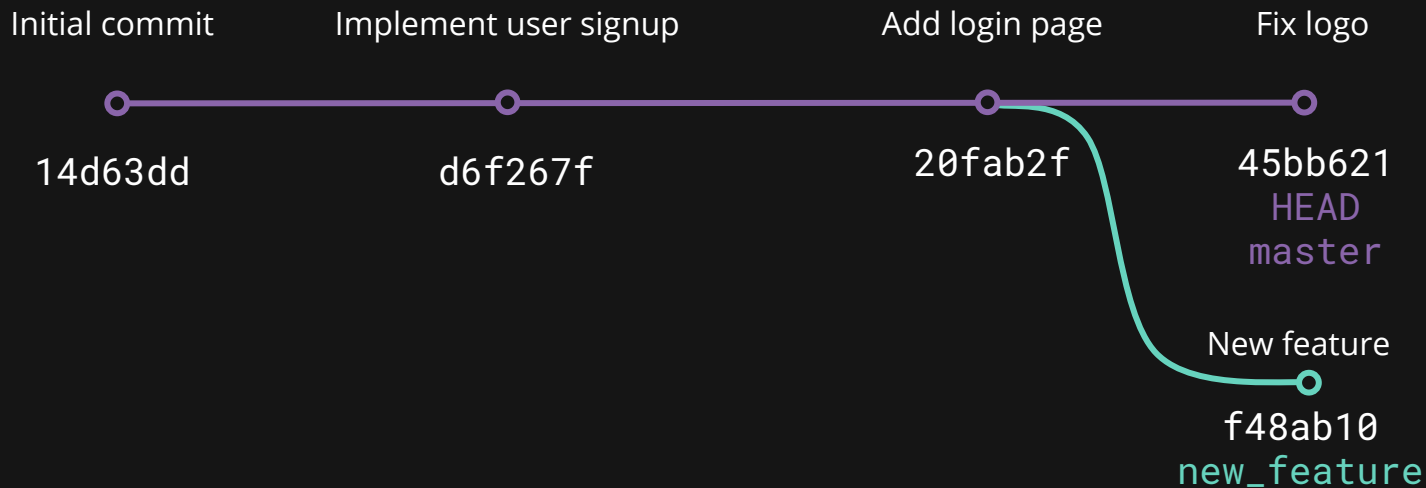 Initial commit
Implement user signup
Add login page
Fix logo
14d63dd
d6f267f
20fab2f
45bb621
HEAD
master
New feature
f48ab10
new_feature